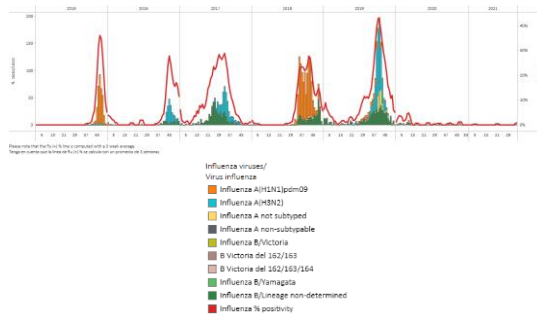 2015 2016 2017 2018 2019 2020 2021
200
150
100
50
0
40%
30%
20%
10%
0%
Please note that the flu (+) % line is computed with a 3 week average.
Tenga en cuenta que la linea de flu (+) % se calcula con un promedio de 3 semanas
Influenza viruses/
Virus influenza
Influenza A(H1N1)pdm09
Influenza A(H3N2)
Influenza A not subtyped
Influenza A non-subtypable
Influenza B/Victoria
B Victoria del 162/163
B Victoria del 162/163/164
Influenza B/Yamagata
Influenza B/Lineage non-determined
Influenza % positivity